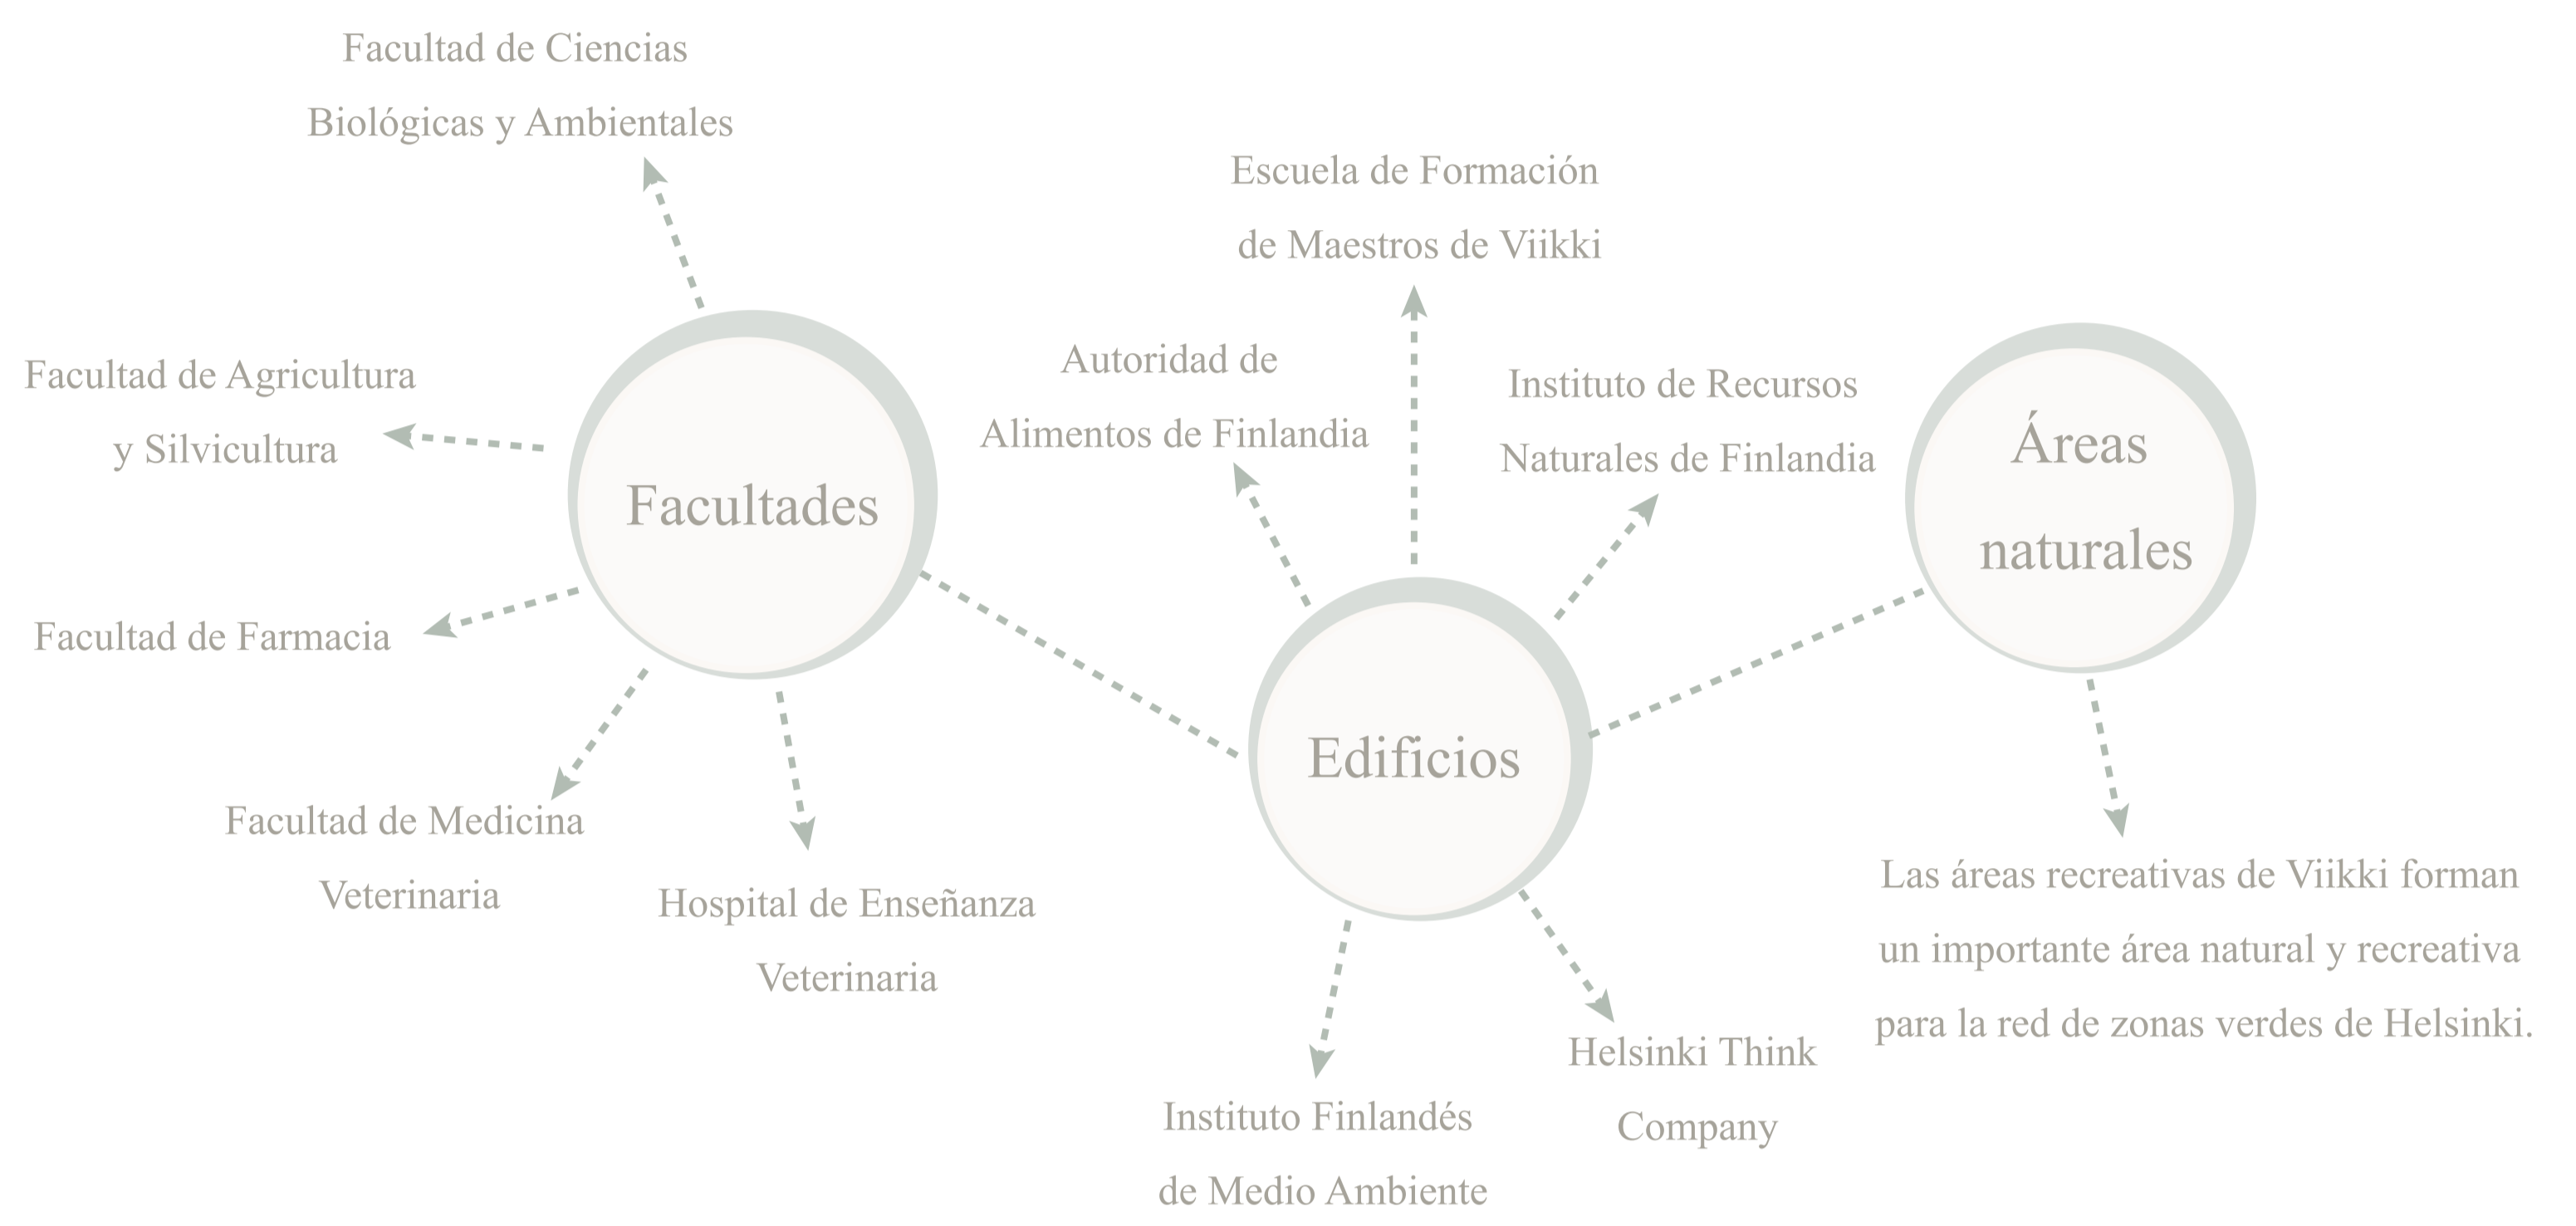 Facultad de Ciencias
Biológicas y Ambientales
Facultad de Agricultura
y Silvicultura
Facultades
Facultad de Farmacia
Facultad de Medicina
Veterinaria
Hospital de Enseñanza
Veterinaria
Escuela de Formación
de Maestros de Viikki
Autoridad de
Alimentos de Finlandia
Instituto de Recursos
Naturales de Finlandia
Edificios
Instituto Finlandés
de Medio Ambiente
Helsinki Think
Company
Áreas
naturales
Las áreas recreativas de Viikki forman
un importante área natural y recreativa
para la red de zonas verdes de Helsinki.